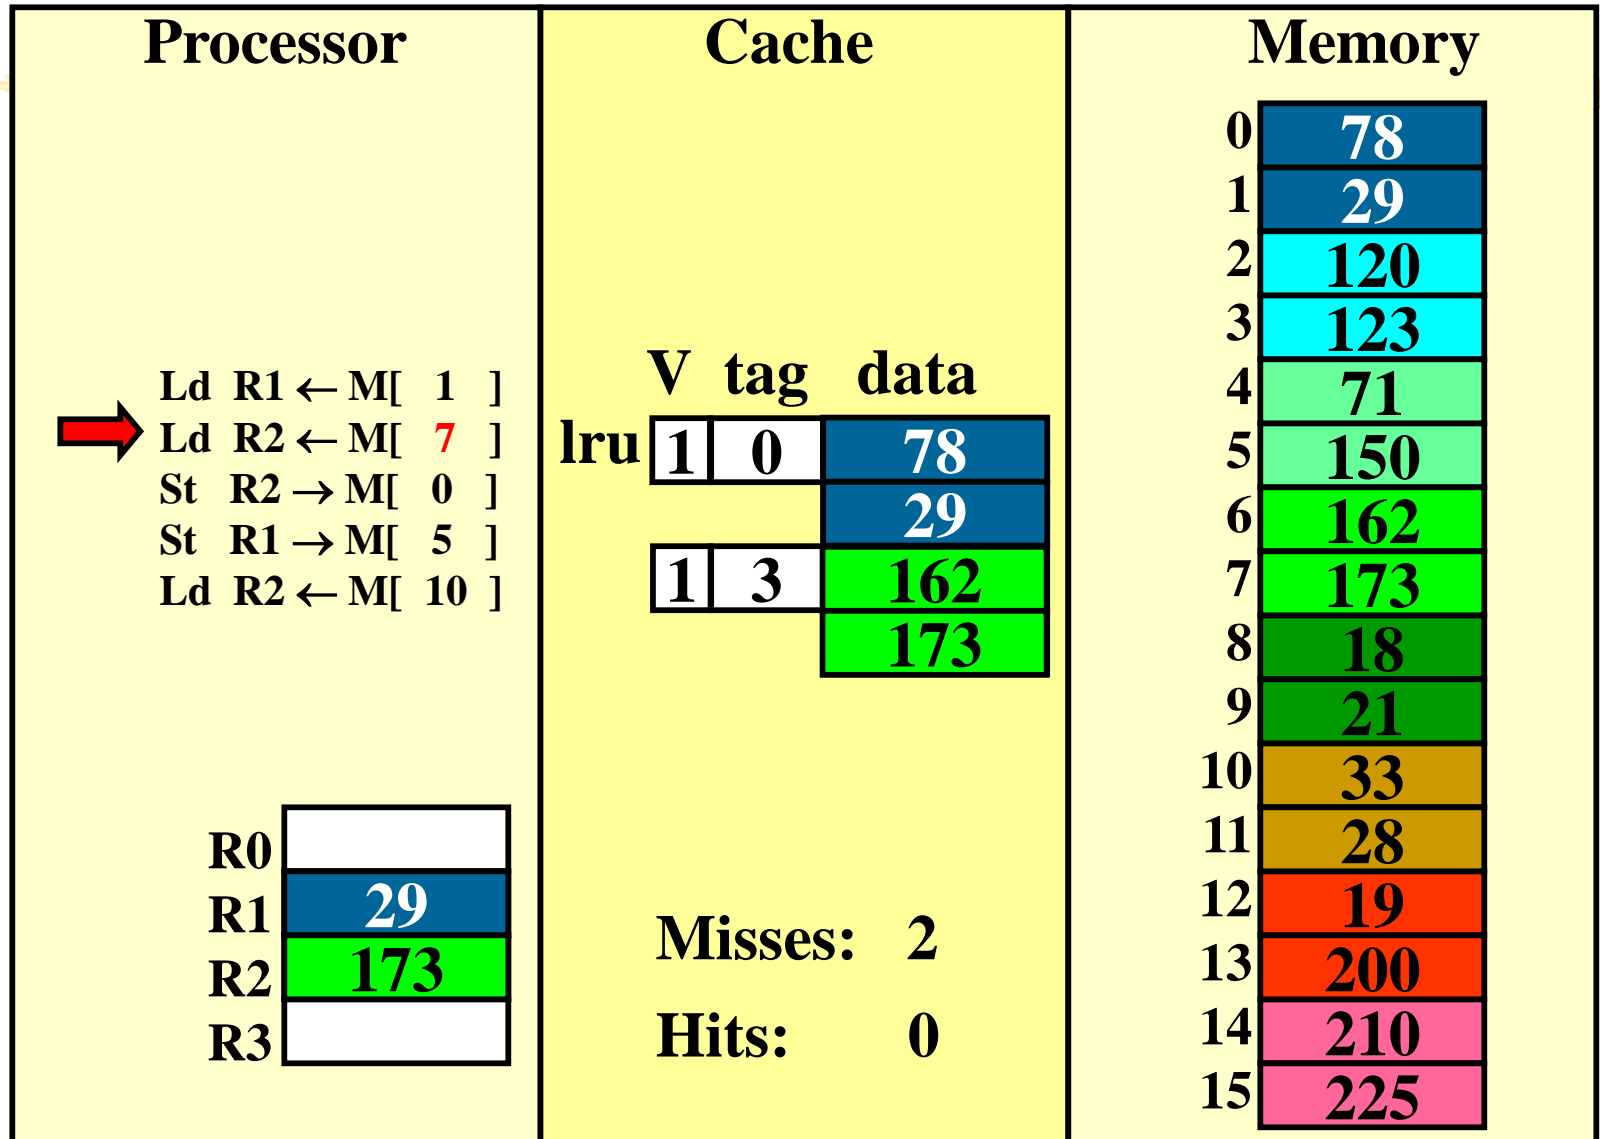 Processor
Cache
Memory
Ld R1 ← M[ 1 ]
Ld R2 ← M[ 7 ]
St R2 → M[ 0 ]
St R1 → M[ 5 ]
Ld R2 ← M[ 10 ]
R0
R1 29
R2 173
R3
V tag data
lru 1 0 78
29
1 3 162
173
Misses: 2
Hits: 0
0 78
1 29
2 120
3 123
4 71
5 150
6 162
7 173
8 18
9 21
10 33
11 28
12 19
13 200
14 210
15 225